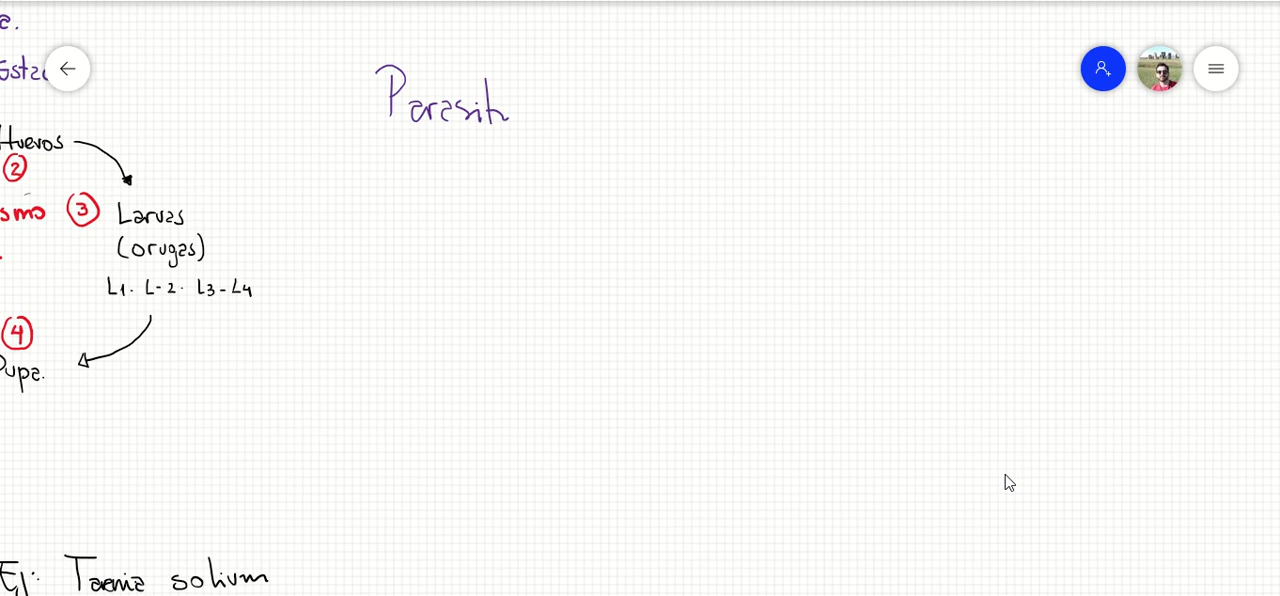 Parasit
Huevos
2
3
Larvas
(orugas)
L1. L-2. L3-L4
4
Pupa.
Ej: Taenia solium